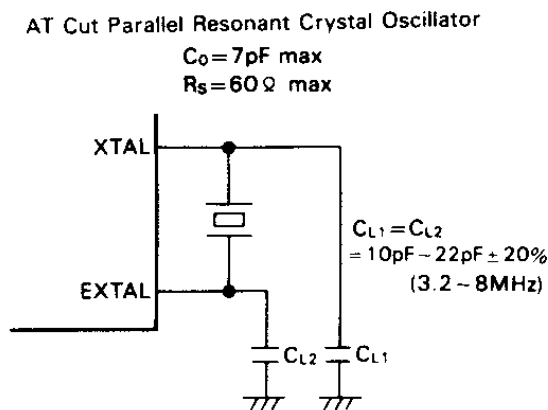 AT Cut Parallel Resonant Crystal Oscillator
C₀=7pF max
Rs=60Ω max
XTAL
CL1=CL2
=10pF~22pF±20%
(3.2~8MHz)
EXTAL
CL2
CL1